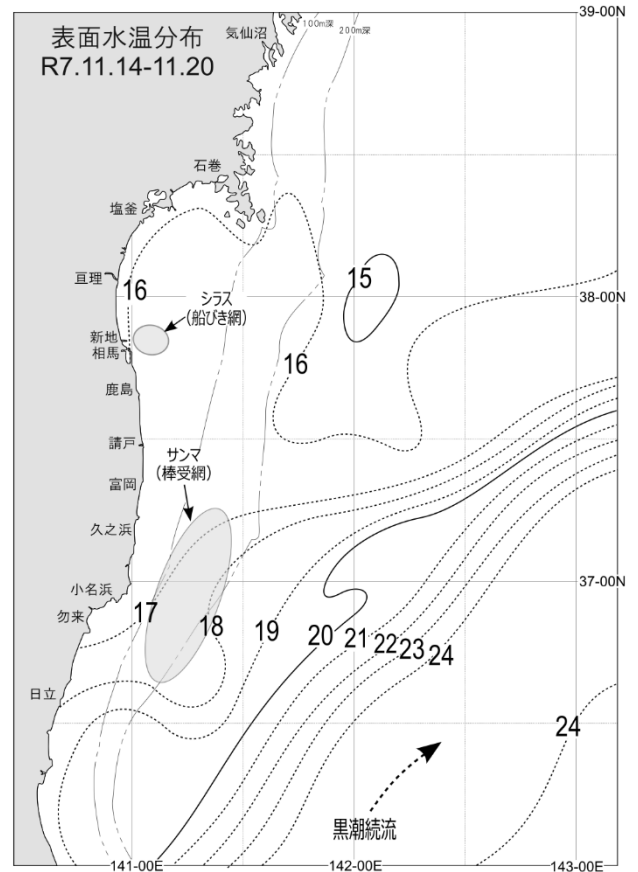 表面水温分布
R7.11.14-11.20
39-00N
気仙沼
100m深
200m深
石巻
塩釜
亘理
16
シラス
(船びき網)
15
38-00N
新地
相馬
16
鹿島
請戸
サンマ
(棒受網)
富岡
久之浜
37-00N
小名浜
勿来
17
18
19
20
21
22
23
24
日立
24
黒潮続流
141-00E
142-00E
143-00E